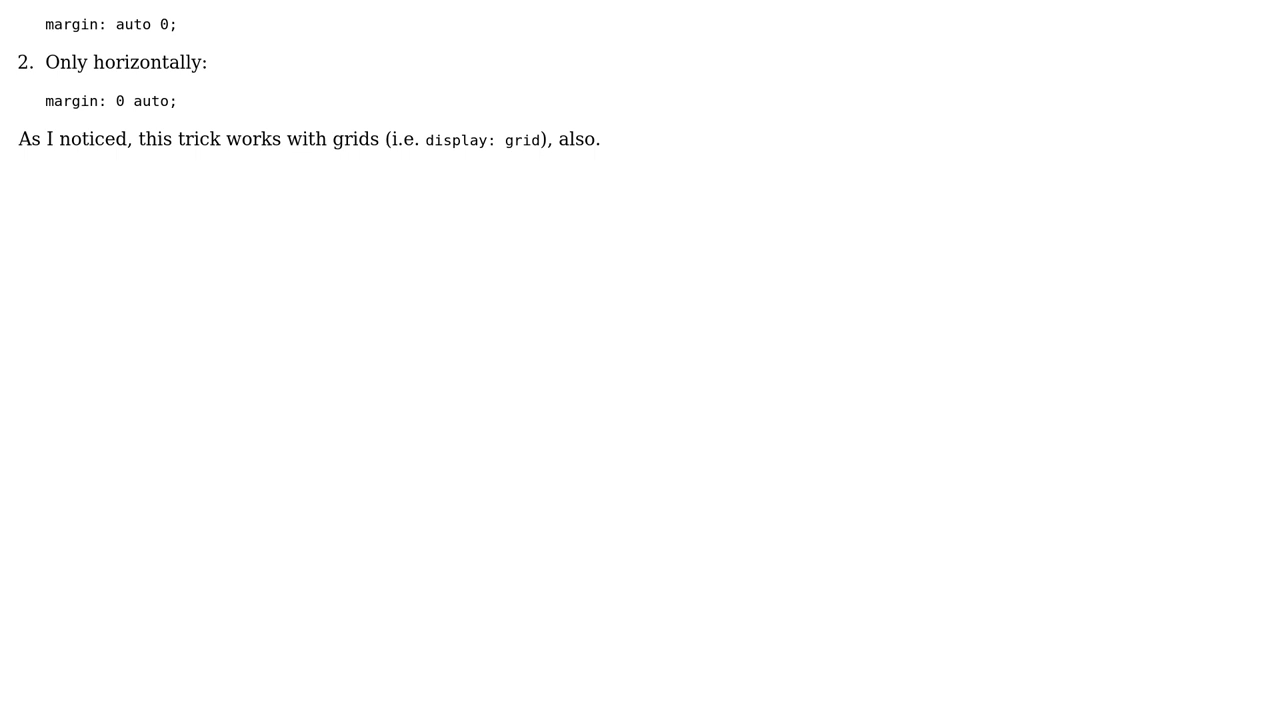 margin: auto 0;
2. Only horizontally:
margin: 0 auto;
As I noticed, this trick works with grids (i.e. display: grid), also.